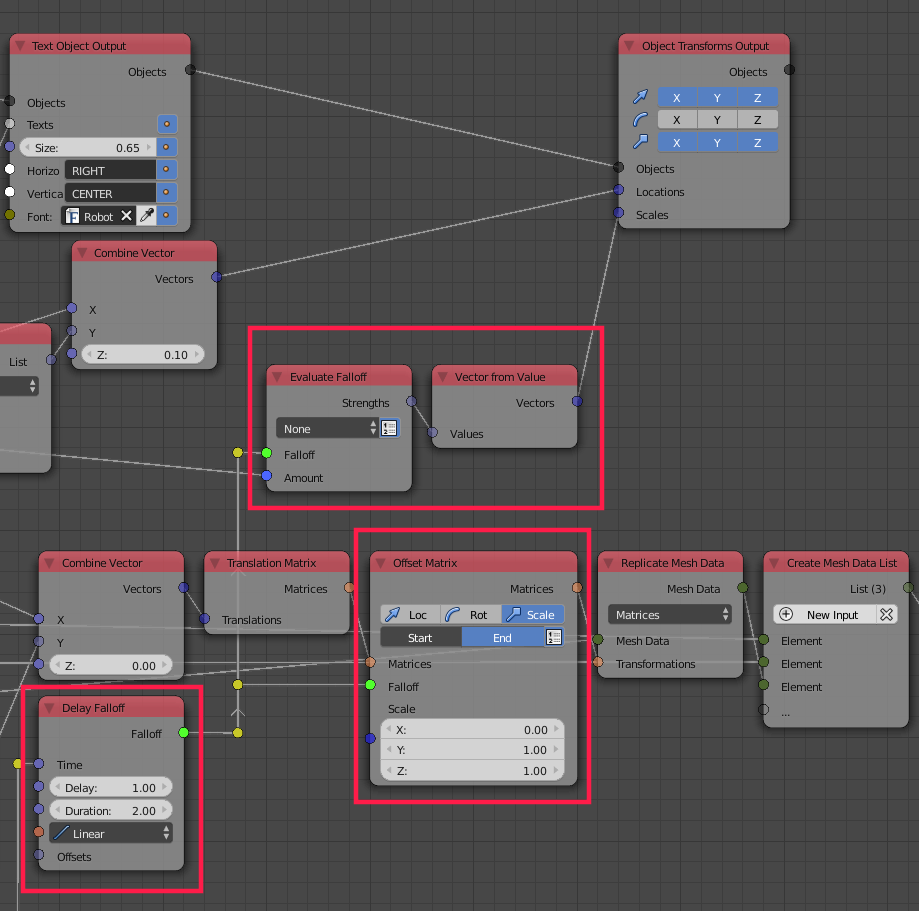 Text Object Output
Objects
Objects
Texts
Size: 0.65
Horizo RIGHT
Vertica CENTER
Font: Robot
Object Transforms Output
Objects
X Y Z
X Y Z
X Y Z
Objects
Locations
Scales
Combine Vector
Vectors
X
Y
Z: 0.10
List
Evaluate Falloff
Strengths
None
Falloff
Amount
Vector from Value
Vectors
Values
Combine Vector
Vectors
X
Y
Z: 0.00
Translation Matrix
Matrices
Translations
Offset Matrix
Matrices
Loc Rot Scale
Start End
Matrices
Falloff
Scale
X: 0.00
Y: 1.00
Z: 1.00
Replicate Mesh Data
Mesh Data
Matrices
Mesh Data
Transformations
Create Mesh Data List
List (3)
New Input
Element
Element
Element
...
Delay Falloff
Falloff
Time
Delay: 1.00
Duration: 2.00
Linear
Offsets